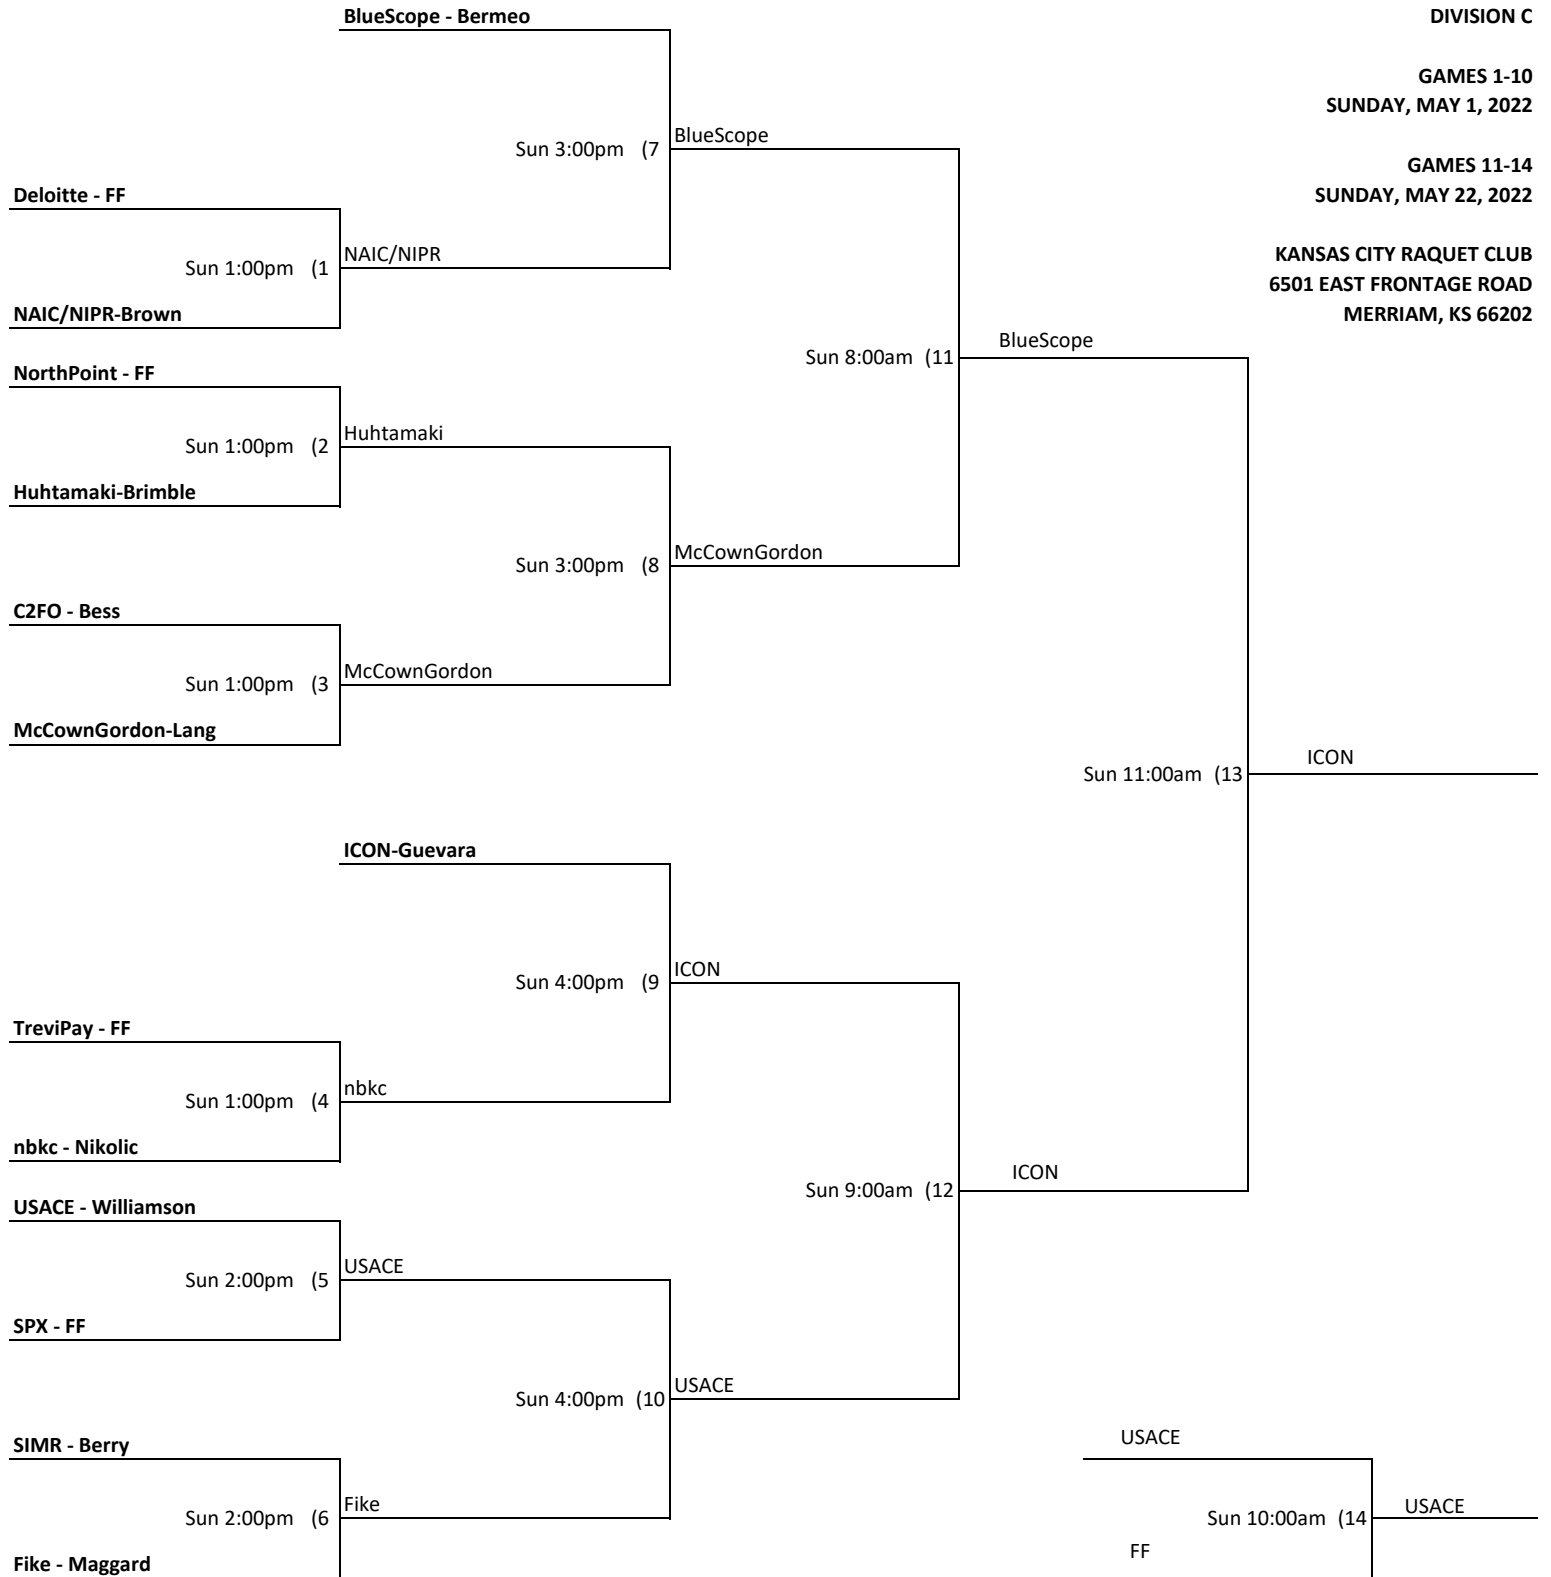 BlueScope - Bermeo
DIVISION C
GAMES 1-10
SUNDAY, MAY 1, 2022
Sun 3:00pm (7
BlueScope
GAMES 11-14
SUNDAY, MAY 22, 2022
Deloitte - FF
Sun 1:00pm (1
NAIC/NIPR
NAIC/NIPR-Brown
KANSAS CITY RAQUET CLUB
6501 EAST FRONTAGE ROAD
MERRIAM, KS 66202
Sun 8:00am (11
BlueScope
NorthPoint - FF
Sun 1:00pm (2
Huhtamaki
Huhtamaki-Brimble
Sun 3:00pm (8
McCownGordon
C2FO - Bess
Sun 1:00pm (3
McCownGordon
McCownGordon-Lang
Sun 11:00am (13
ICON
ICON-Guevara
Sun 4:00pm (9
ICON
TreviPay - FF
Sun 1:00pm (4
nbkc
nbkc - Nikolic
Sun 9:00am (12
ICON
USACE - Williamson
Sun 2:00pm (5
USACE
SPX - FF
Sun 4:00pm (10
USACE
SIMR - Berry
Sun 2:00pm (6
Fike
Fike - Maggard
USACE
Sun 10:00am (14
USACE
FF